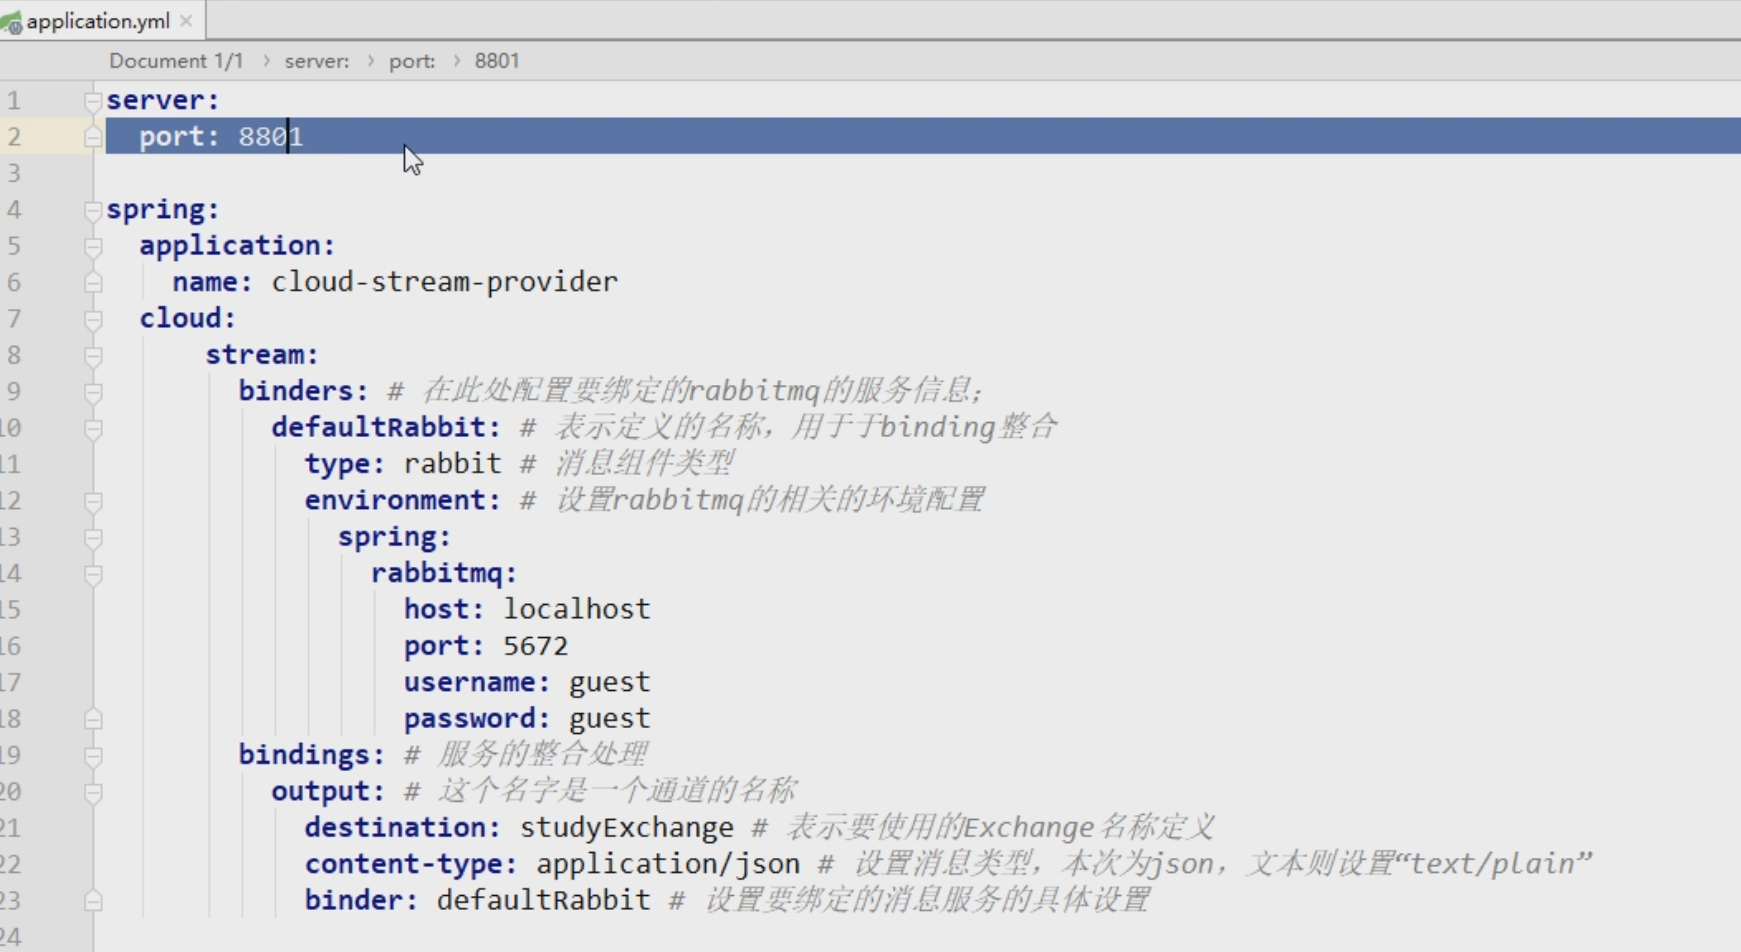 application.yml
Document 1/1 › server: › port: › 8801
1 server:
2   port: 8801
3
4 spring:
5   application:
6     name: cloud-stream-provider
7   cloud:
8       stream:
9         binders: # 在此处配置要绑定的rabbitmq的服务信息;
10           defaultRabbit: # 表示定义的名称，用于于binding整合
11             type: rabbit # 消息组件类型
12             environment: # 设置rabbitmq的相关的环境配置
13               spring:
14                 rabbitmq:
15                   host: localhost
16                   port: 5672
17                   username: guest
18                   password: guest
19         bindings: # 服务的整合处理
20           output: # 这个名字是一个通道的名称
21             destination: studyExchange # 表示要使用的Exchange名称定义
22             content-type: application/json # 设置消息类型，本次为json，文本则设置“text/plain”
23             binder: defaultRabbit # 设置要绑定的消息服务的具体设置
24